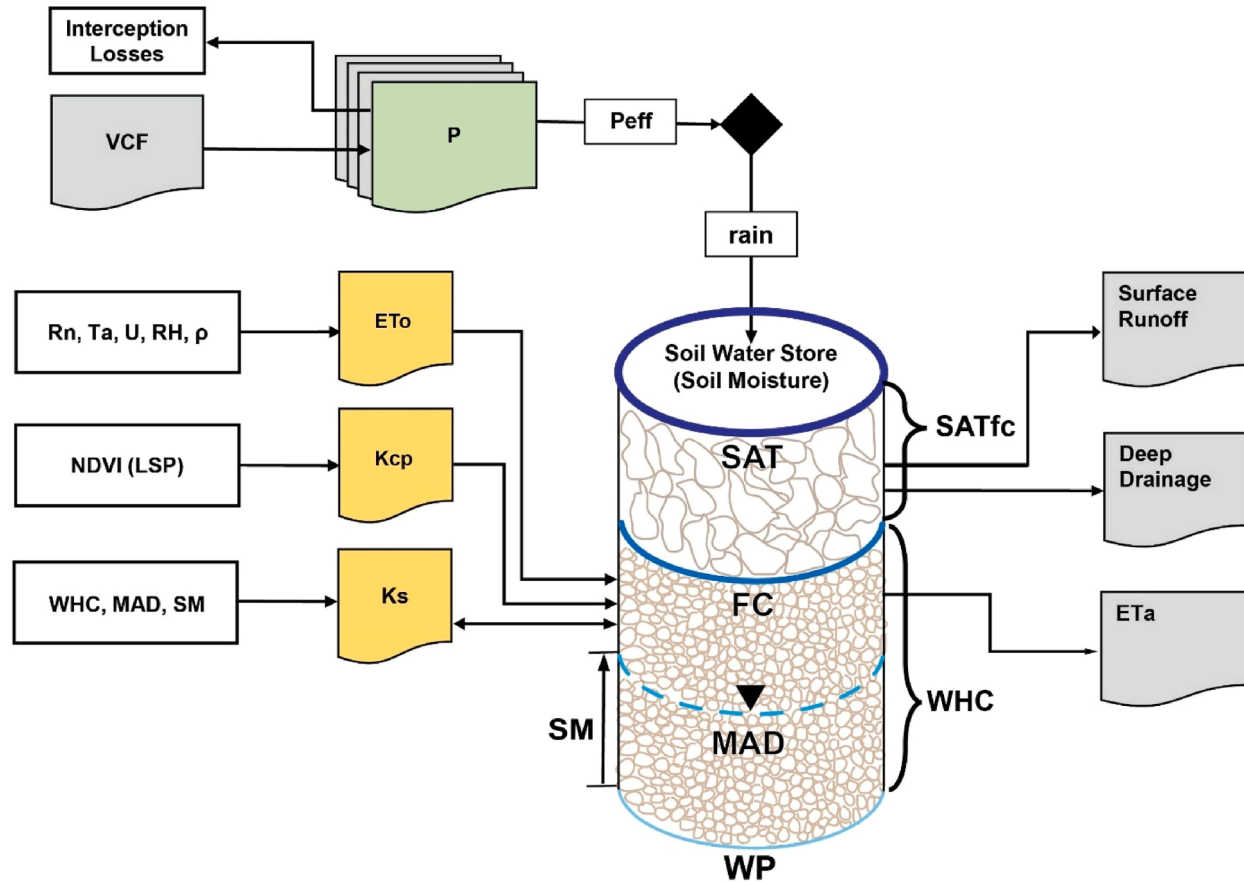 Interception
Losses
VCF
P
Peff
rain
Rn, Ta, U, RH, ρ
ETo
NDVI (LSP)
Kcp
WHC, MAD, SM
Ks
Soil Water Store
(Soil Moisture)
SAT
FC
MAD
WP
SM
SATfc
WHC
Surface
Runoff
Deep
Drainage
ETa